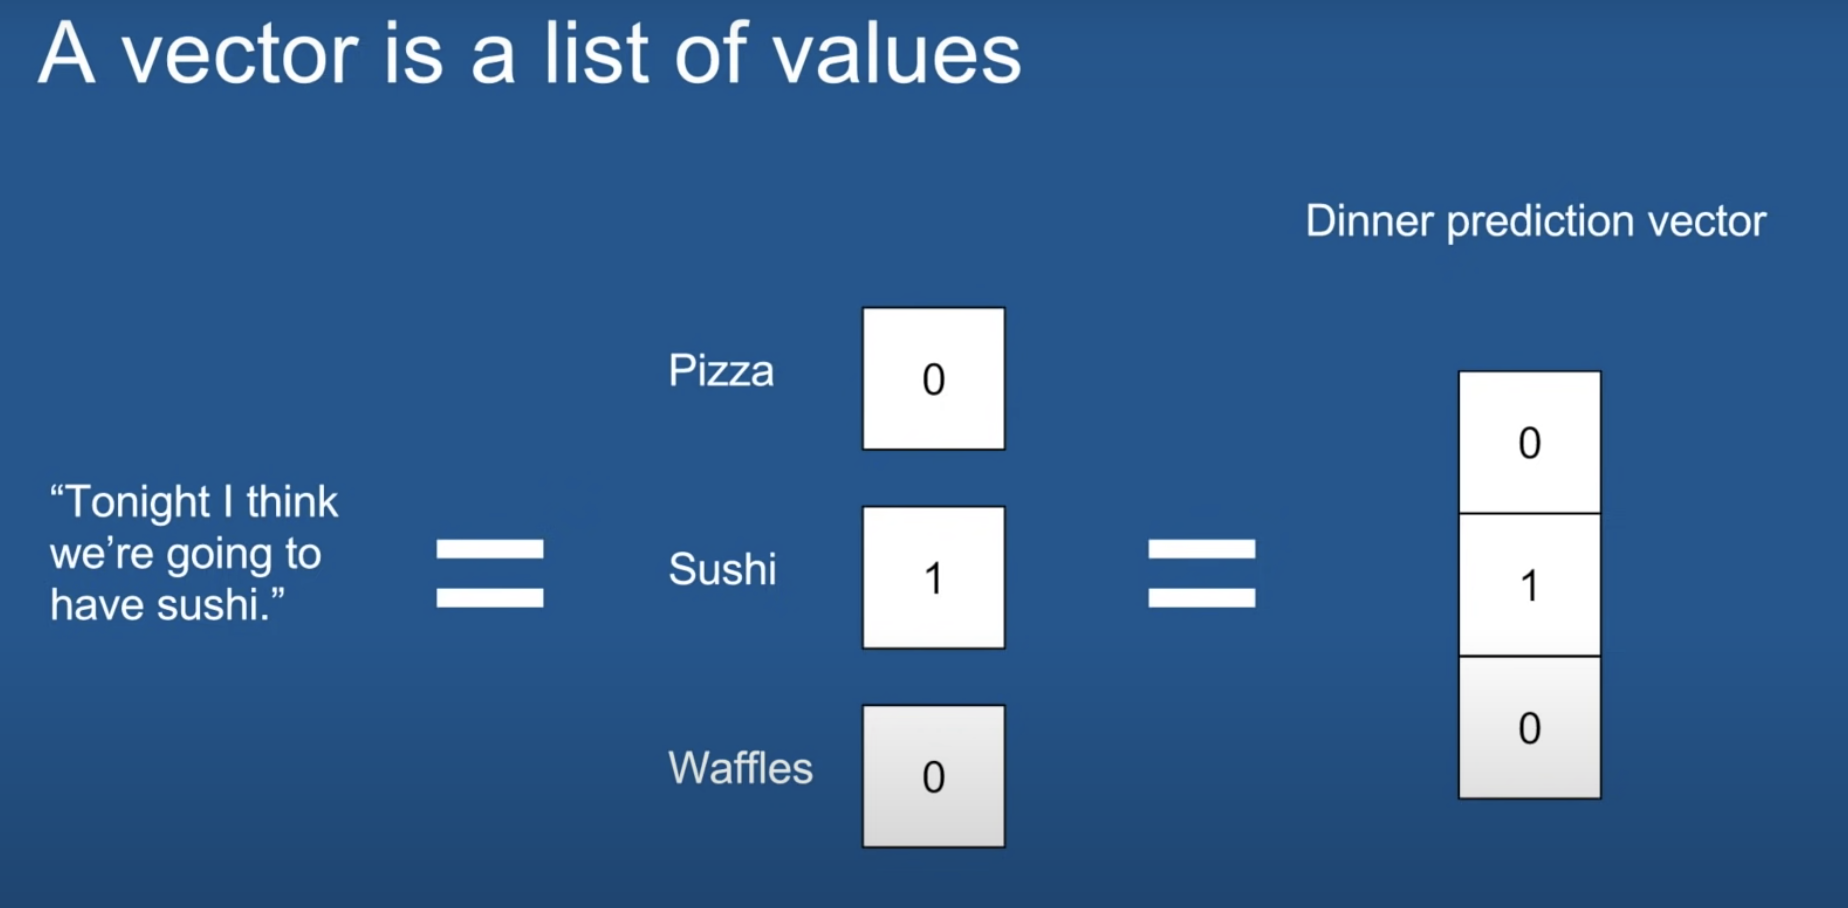 A vector is a list of values
Dinner prediction vector
“Tonight I think
we’re going to
have sushi.”
Pizza
0
Sushi
1
Waffles
0
0
1
0